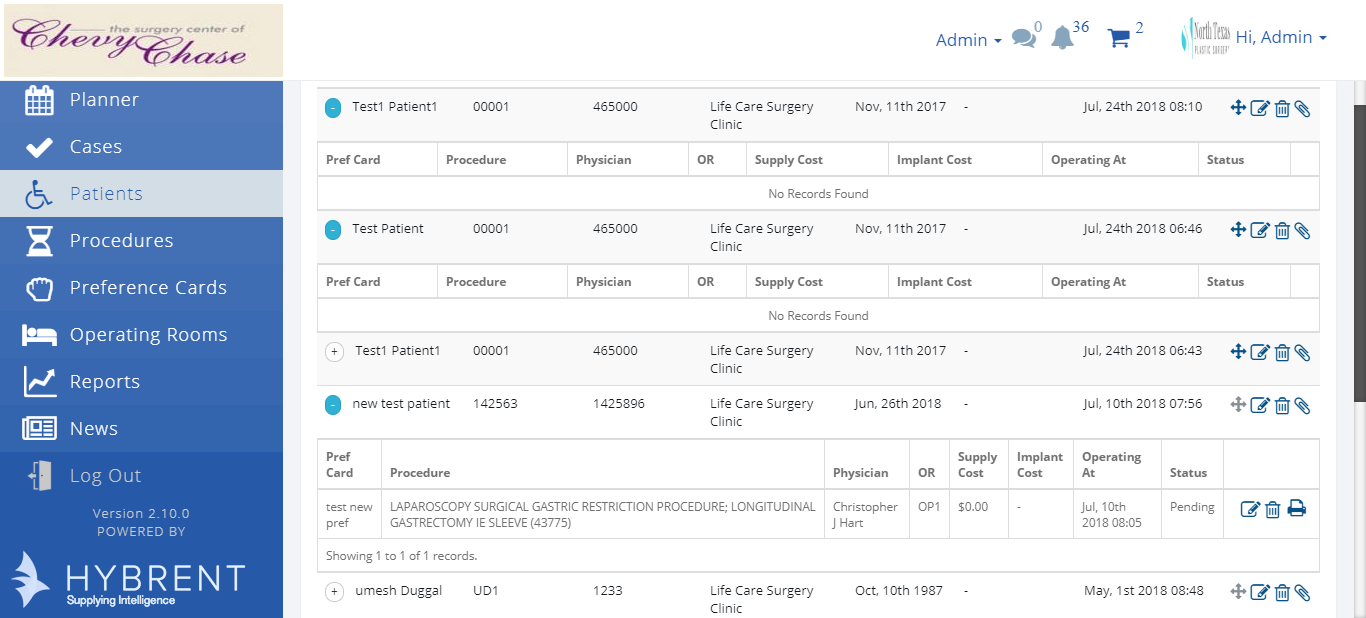 the surgery center of
Chevy Chase
Admin
0
36
2
North Texas
PLASTIC SURGERY
Hi, Admin
Planner
Cases
Patients
Procedures
Preference Cards
Operating Rooms
Reports
News
Log Out
Version 2.10.0
POWERED BY
HYBRENT
Supplying Intelligence
- Test1 Patient1 00001 465000 Life Care Surgery Nov, 11th 2017 - Jul, 24th 2018 08:10
Clinic
Pref Card Procedure Physician OR Supply Cost Implant Cost Operating At Status
No Records Found
- Test Patient 00001 465000 Life Care Surgery Nov, 11th 2017 - Jul, 24th 2018 06:46
Clinic
Pref Card Procedure Physician OR Supply Cost Implant Cost Operating At Status
No Records Found
+ Test1 Patient1 00001 465000 Life Care Surgery Nov, 11th 2017 - Jul, 24th 2018 06:43
Clinic
- new test patient 142563 1425896 Life Care Surgery Jun, 26th 2018 - Jul, 10th 2018 07:56
Clinic
Pref Supply Implant Operating
Card Procedure Physician OR Cost Cost At Status
test new LAPAROSCOPY SURGICAL GASTRIC RESTRICTION PROCEDURE; LONGITUDINAL Christopher OP1 $0.00 - Jul, 10th Pending
pref GASTRECTOMY IE SLEEVE (43775) J Hart 2018 08:05
Showing 1 to 1 of 1 records.
+ umesh Duggal UD1 1233 Life Care Surgery Oct, 10th 1987 - May, 1st 2018 08:48
Clinic